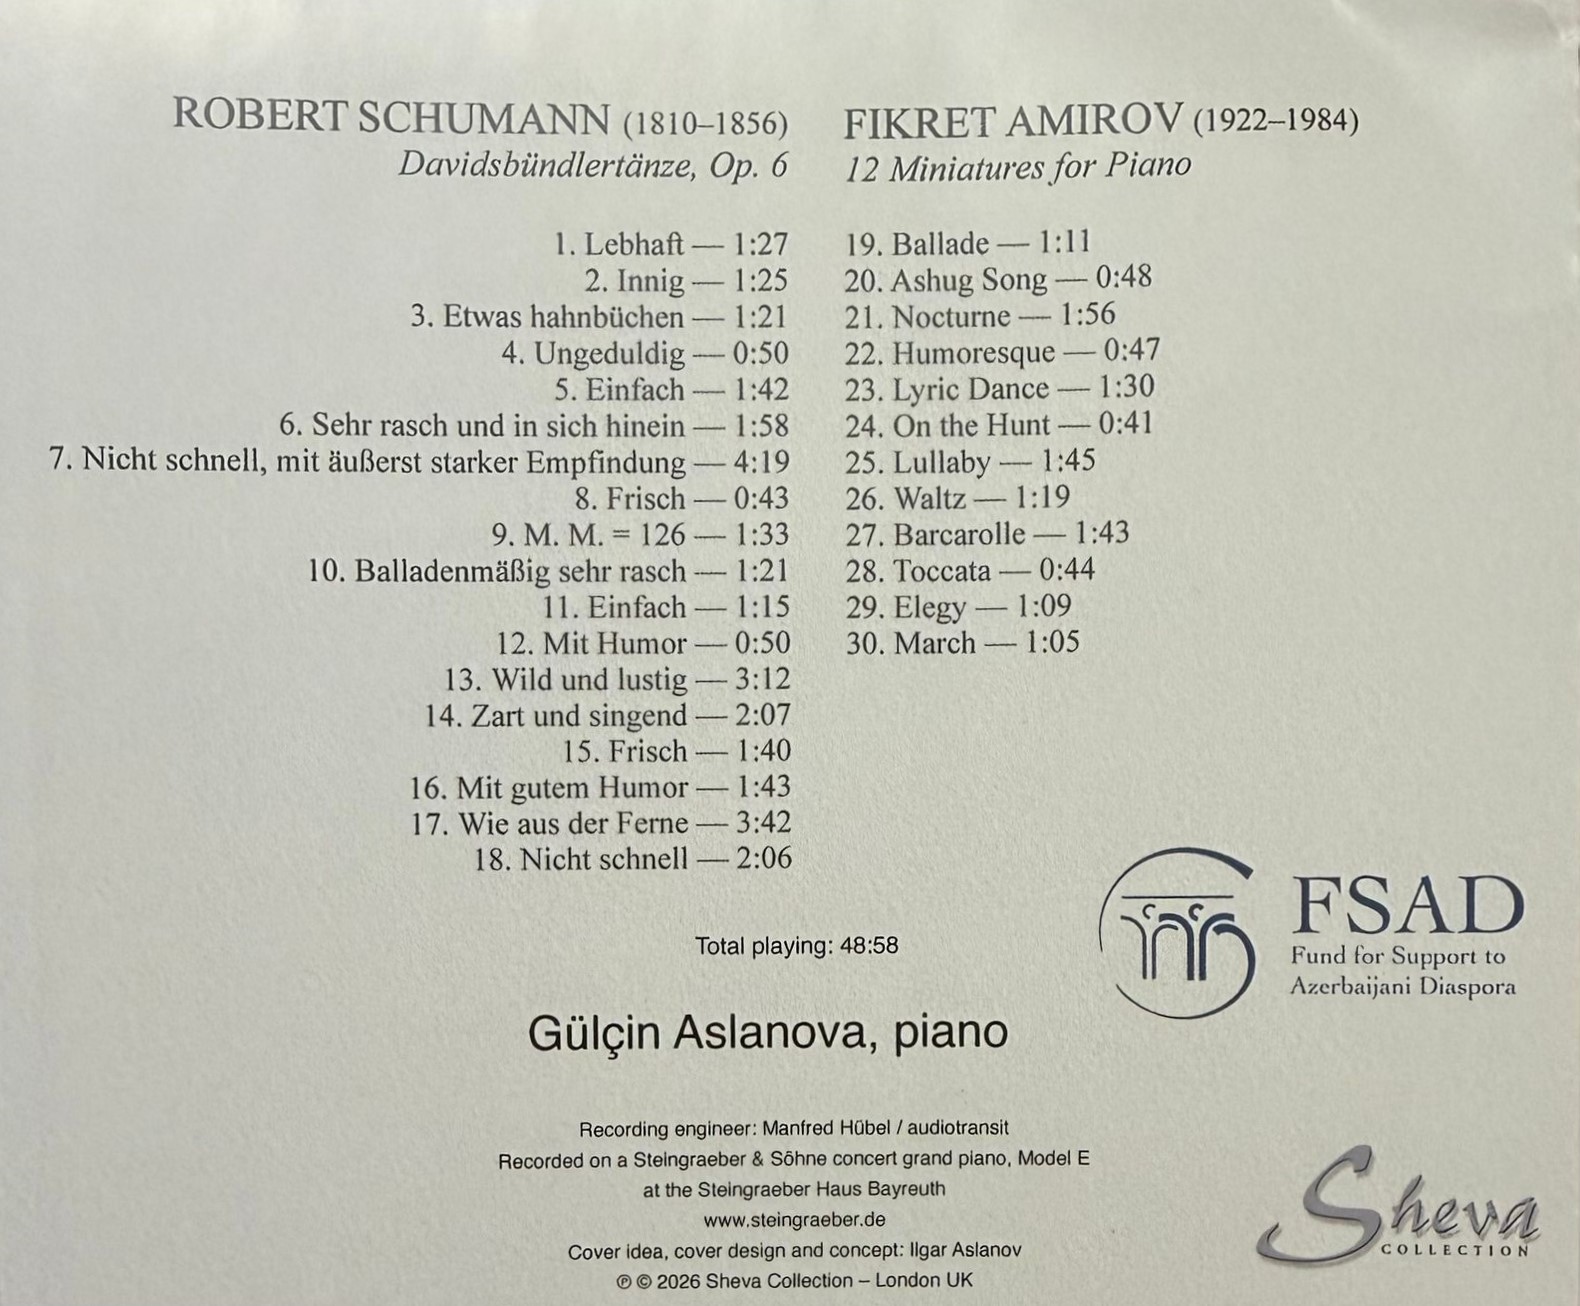 ROBERT SCHUMANN (1810–1856)
Davidsbündlertänze, Op. 6
1. Lebhaft — 1:27
2. Innig — 1:25
3. Etwas hahnbüchen — 1:21
4. Ungeduldig — 0:50
5. Einfach — 1:42
6. Sehr rasch und in sich hinein — 1:58
7. Nicht schnell, mit äußerst starker Empfindung — 4:19
8. Frisch — 0:43
9. M. M. = 126 — 1:33
10. Balladenmäßig sehr rasch — 1:21
11. Einfach — 1:15
12. Mit Humor — 0:50
13. Wild und lustig — 3:12
14. Zart und singend — 2:07
15. Frisch — 1:40
16. Mit gutem Humor — 1:43
17. Wie aus der Ferne — 3:42
18. Nicht schnell — 2:06
FIKRET AMIROV (1922–1984)
12 Miniatures for Piano
19. Ballade — 1:11
20. Ashug Song — 0:48
21. Nocturne — 1:56
22. Humoresque — 0:47
23. Lyric Dance — 1:30
24. On the Hunt — 0:41
25. Lullaby — 1:45
26. Waltz — 1:19
27. Barcarolle — 1:43
28. Toccata — 0:44
29. Elegy — 1:09
30. March — 1:05
FSAD
Fund for Support to
Azerbaijani Diaspora
Total playing: 48:58
Gülçin Aslanova, piano
Recording engineer: Manfred Hübel / audiotransit
Recorded on a Steingraeber & Söhne concert grand piano, Model E
at the Steingraeber Haus Bayreuth
www.steingraeber.de
Cover idea, cover design and concept: Ilgar Aslanov
℗ © 2026 Sheva Collection – London UK
Sheva
COLLECTION